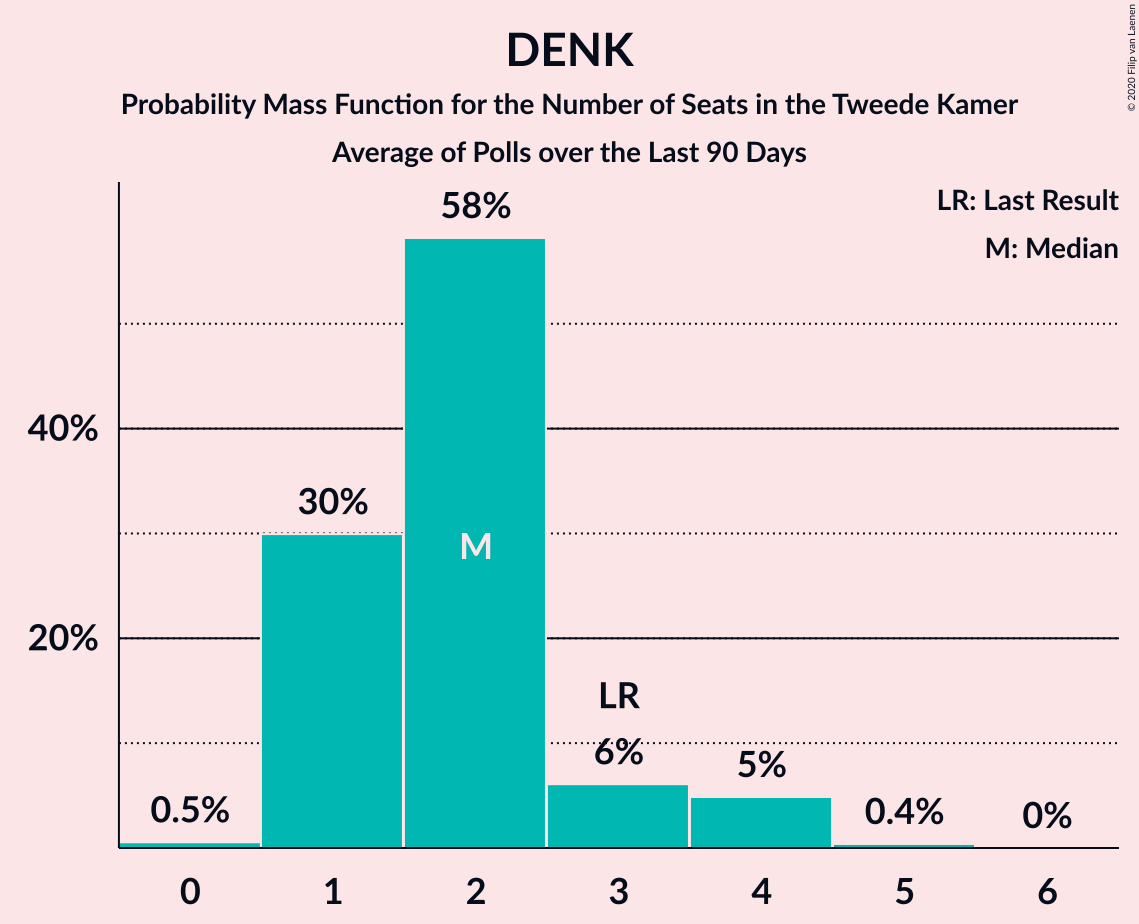 DENK
Probability Mass Function for the Number of Seats in the Tweede Kamer
Average of Polls over the Last 90 Days
© 2020 Filip van Laenen
LR: Last Result
M: Median
58%
40%
30%
M
20%
LR
6%
5%
0.5%
0.4%
0%
0 1 2 3 4 5 6